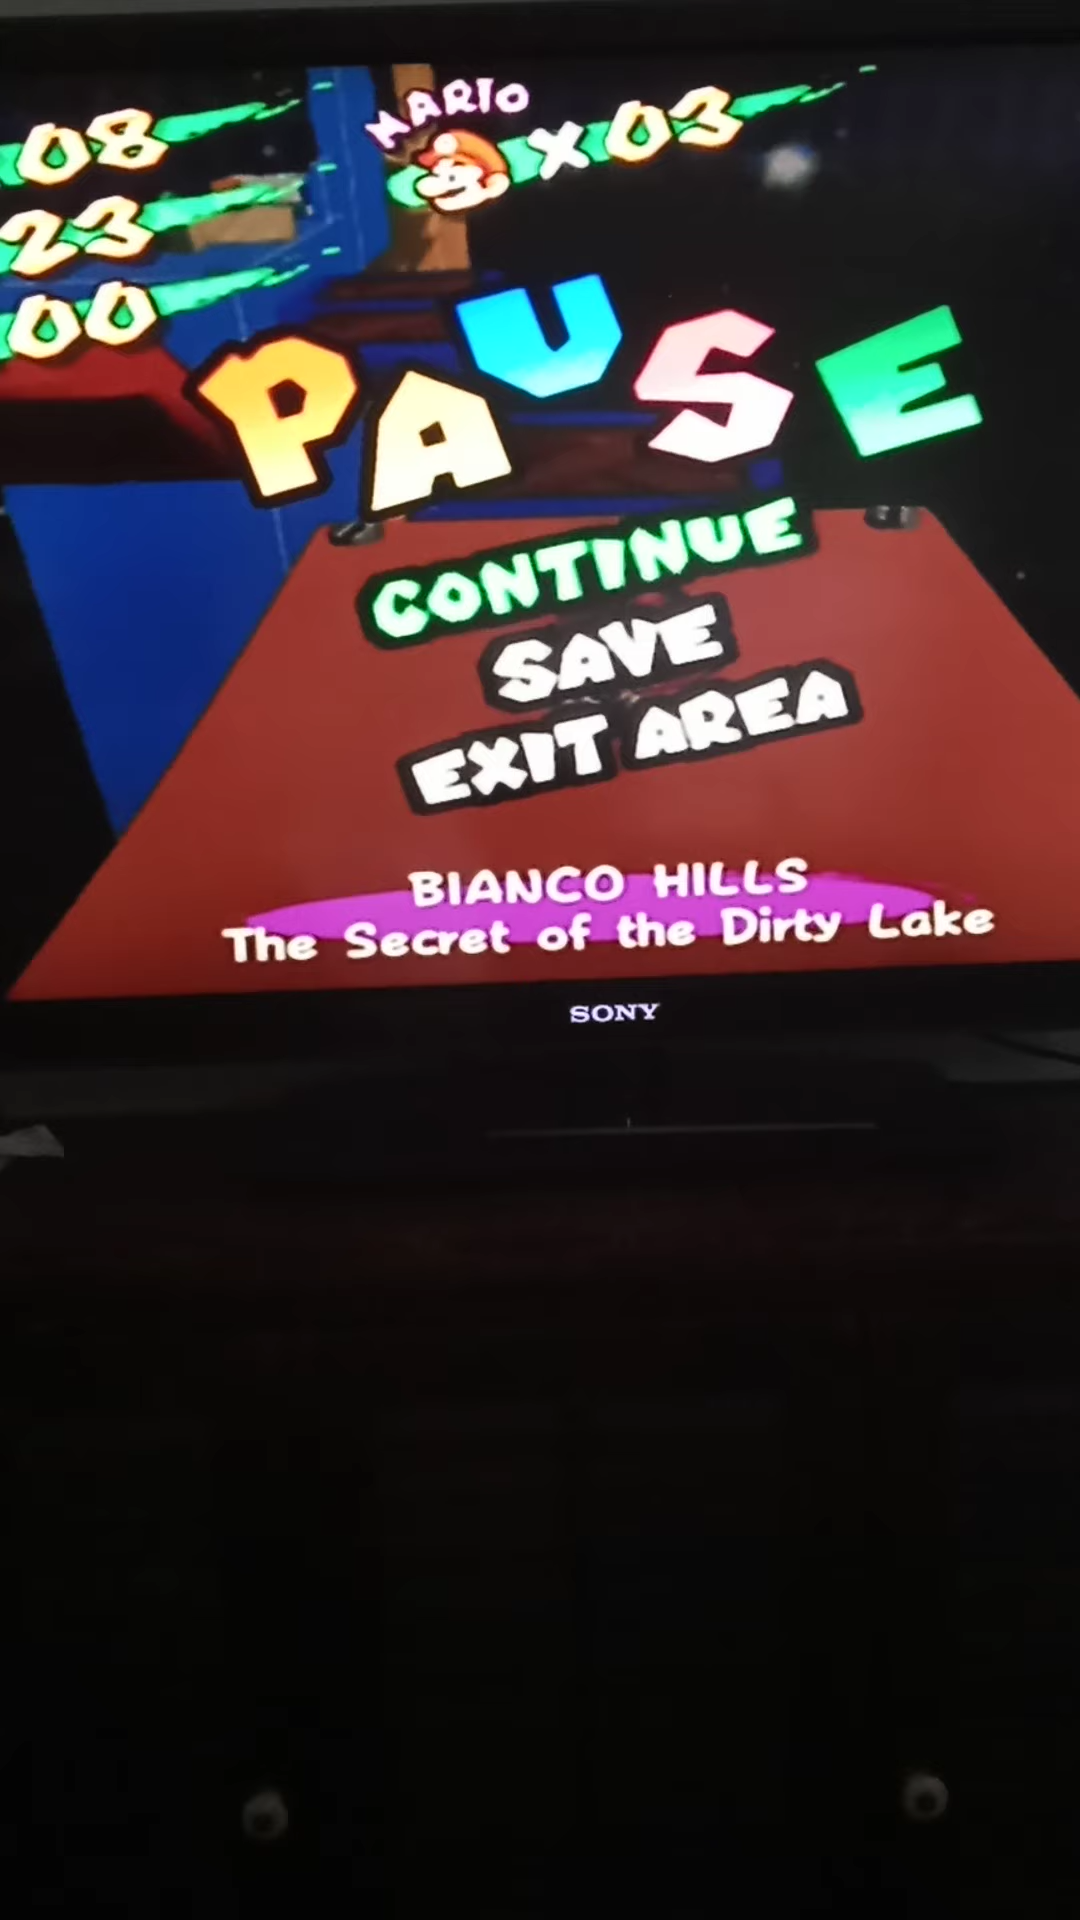 08
MARIO
x03
23
00
PAUSE
CONTINUE
SAVE
EXIT AREA
BIANCO HILLS
The Secret of the Dirty Lake
SONY